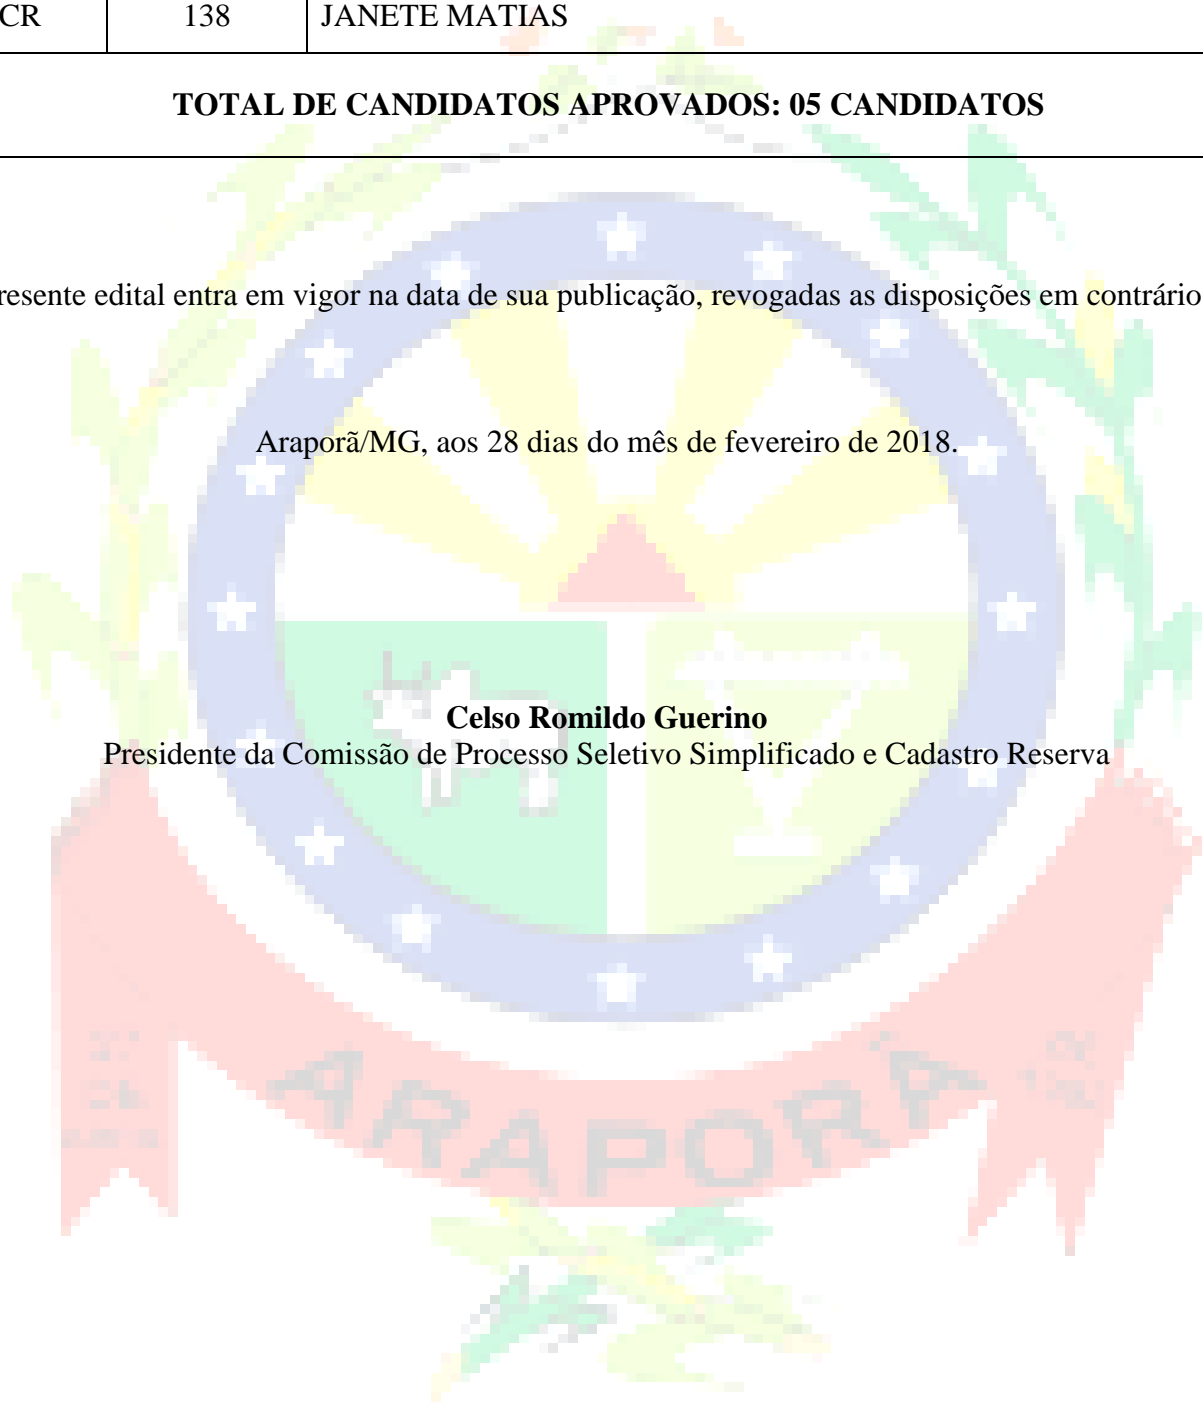 CR 138 JANETE MATIAS
TOTAL DE CANDIDATOS APROVADOS: 05 CANDIDATOS
resente edital entra em vigor na data de sua publicação, revogadas as disposições em contrário
Araporã/MG, aos 28 dias do mês de fevereiro de 2018.
Celso Romildo Guerino
Presidente da Comissão de Processo Seletivo Simplificado e Cadastro Reserva
ARAPORÃ